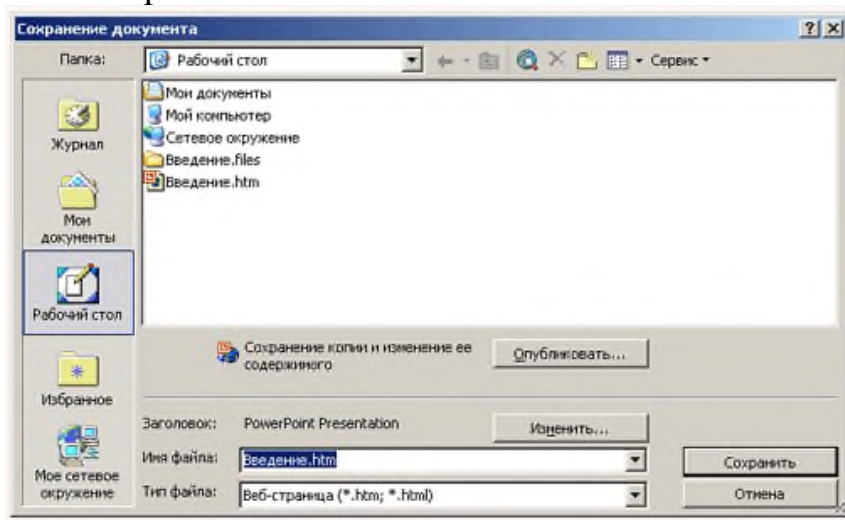 Сохранение документа
Папка:
Рабочий стол
Сервис
Журнал
Мои
документы
Рабочий стол
Избранное
Мое сетевое
окружение
Мои документы
Мой компьютер
Сетевое окружение
Введение.files
Введение.htm
Сохранение копии и изменение ее
содержимого
Опубликовать...
Заголовок:
PowerPoint Presentation
Изменить...
Имя файла:
Введение.htm
Сохранить
Тип файла:
Веб-страница (*.htm; *.html)
Отмена